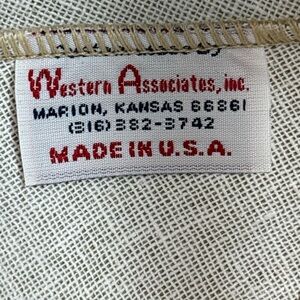 Western Associates, inc.
MARION, KANSAS 66861
(316)382-3742
MADE IN U.S.A.